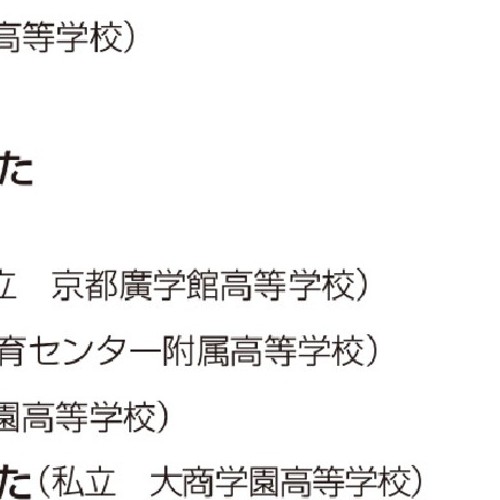 高等学校）
た
立　京都廣学館高等学校）
育センター附属高等学校）
園高等学校）
た（私立　大商学園高等学校）